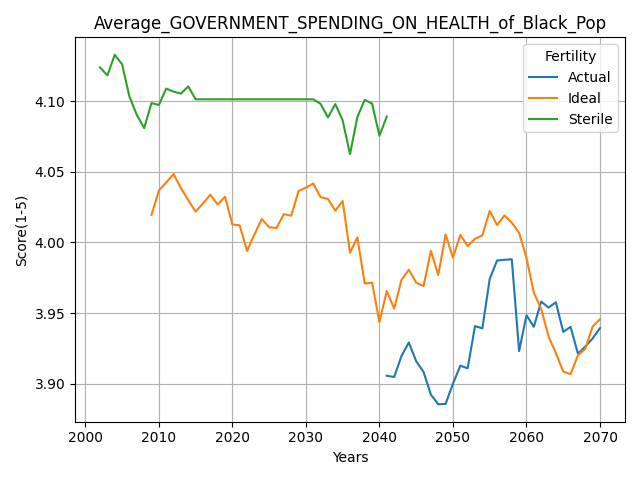 Average_GOVERNMENT_SPENDING_ON_HEALTH_of_Black_Pop
Fertility
Actual
Ideal
Sterile
Score(1-5)
4.10
4.05
4.00
3.95
3.90
2000 2010 2020 2030 2040 2050 2060 2070
Years